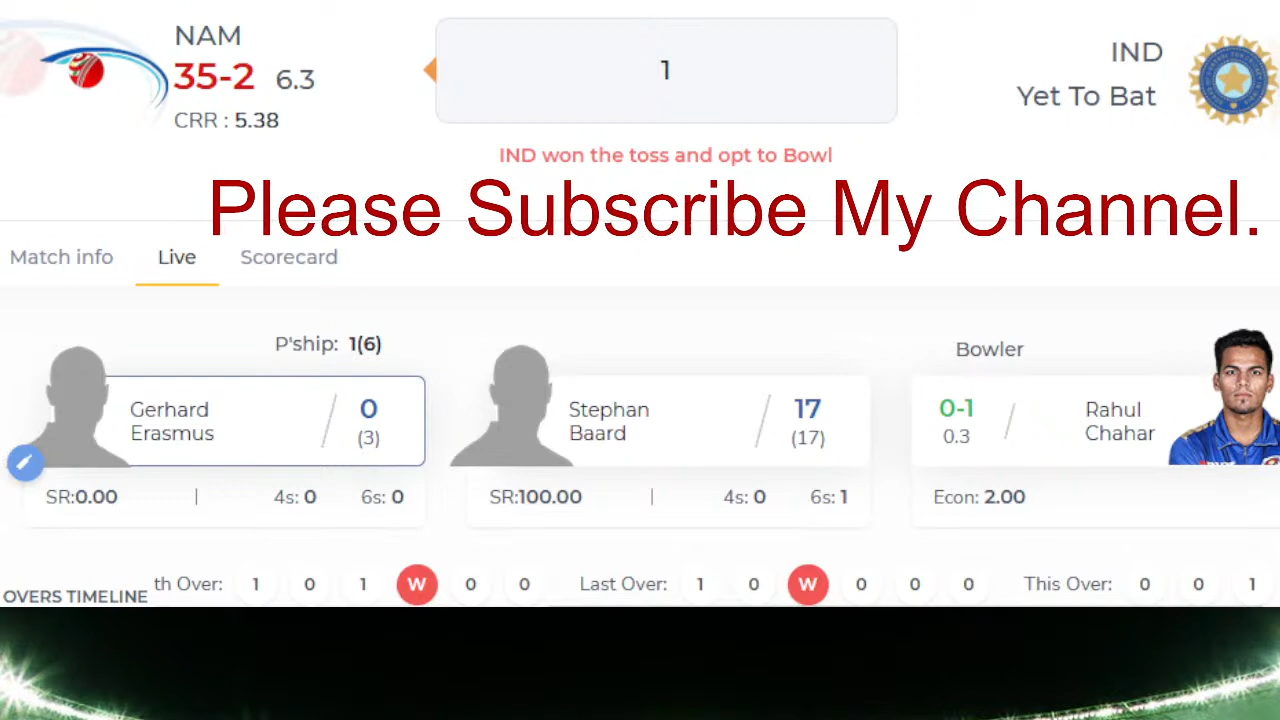 NAM
35-2 6.3
CRR : 5.38
1
IND
Yet To Bat
IND won the toss and opt to Bowl
Please Subscribe My Channel.
Match info Live Scorecard
P'ship: 1(6)
Gerhard Erasmus
0
(3)
SR:0.00 | 4s: 0 6s: 0
Stephan Baard
17
(17)
SR:100.00 | 4s: 0 6s: 1
Bowler
0-1
0.3
Rahul Chahar
Econ: 2.00
OVERS TIMELINE
th Over: 1 0 1 W 0 0
Last Over: 1 0 W 0 0 0
This Over: 0 0 1